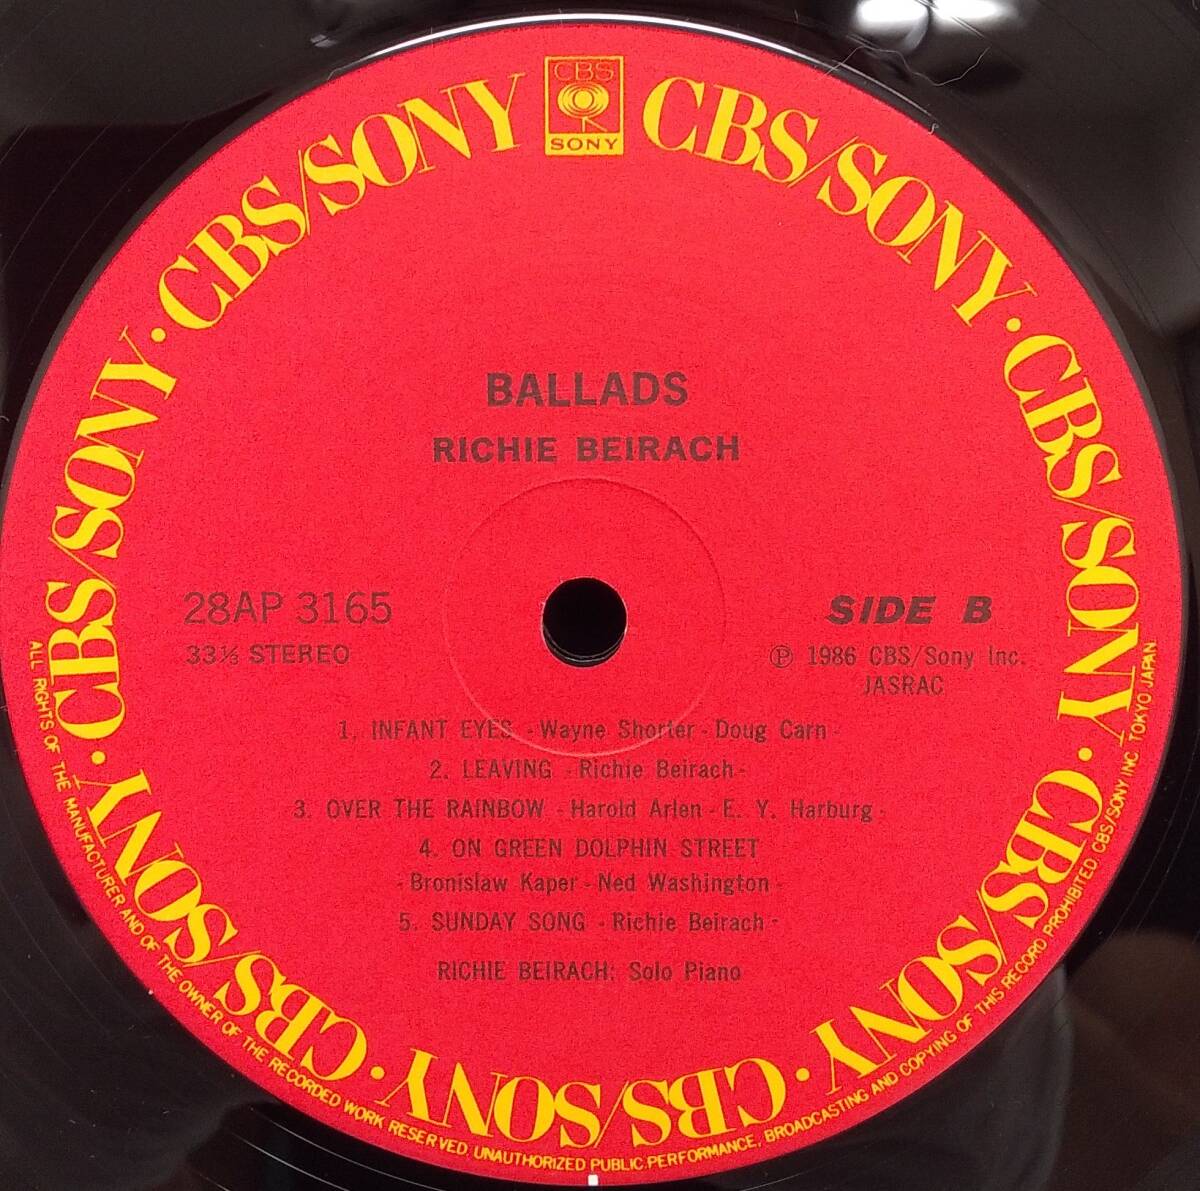 CBS
SONY
CBS/SONY · CBS/SONY · CBS/SONY · CBS/SONY · CBS/SONY · CBS/SONY · CBS/SONY · CBS/SONY · CBS/SONY
BALLADS
RICHIE BEIRACH
28AP 3165
33⅓ STEREO
SIDE B
Ⓟ 1986 CBS/Sony Inc.
JASRAC
1. INFANT EYES - Wayne Shorter - Doug Carn -
2. LEAVING - Richie Beirach -
3. OVER THE RAINBOW - Harold Arlen - E. Y. Harburg -
4. ON GREEN DOLPHIN STREET
- Bronislaw Kaper - Ned Washington -
5. SUNDAY SONG - Richie Beirach -
RICHIE BEIRACH: Solo Piano
ALL RIGHTS OF THE MANUFACTURER AND OF THE OWNER OF THE RECORDED WORK RESERVED. UNAUTHORIZED PUBLIC PERFORMANCE, BROADCASTING AND COPYING OF THIS RECORD PROHIBITED. CBS/SONY INC. TOKYO JAPAN